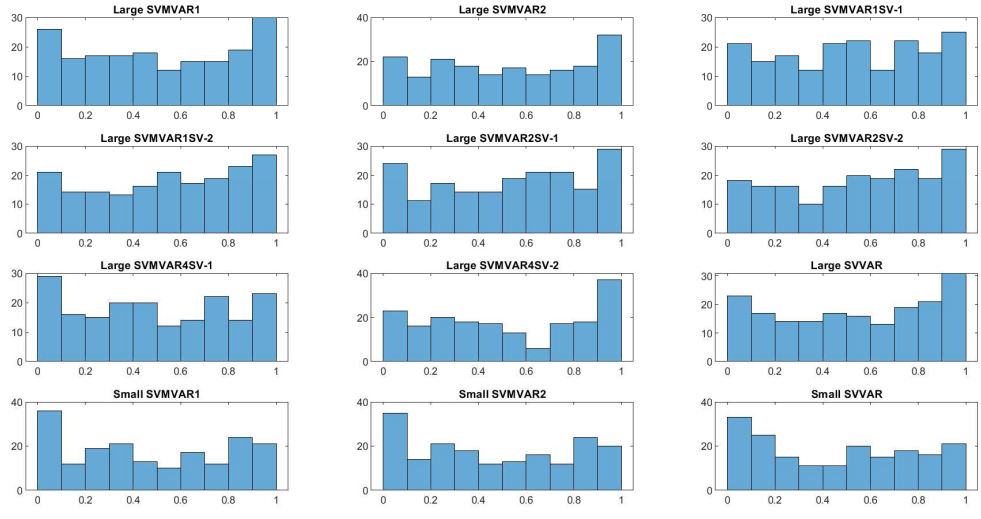 Large SVMVAR1
30
20
10
0
0 0.2 0.4 0.6 0.8 1
Large SVMVAR2
40
20
0
0 0.2 0.4 0.6 0.8 1
Large SVMVAR1SV-1
30
20
10
0
0 0.2 0.4 0.6 0.8 1
Large SVMVAR1SV-2
30
20
10
0
0 0.2 0.4 0.6 0.8 1
Large SVMVAR2SV-1
30
20
10
0
0 0.2 0.4 0.6 0.8 1
Large SVMVAR2SV-2
30
20
10
0
0 0.2 0.4 0.6 0.8 1
Large SVMVAR4SV-1
30
20
10
0
0 0.2 0.4 0.6 0.8 1
Large SVMVAR4SV-2
40
20
0
0 0.2 0.4 0.6 0.8 1
Large SVVAR
30
20
10
0
0 0.2 0.4 0.6 0.8 1
Small SVMVAR1
40
20
0
0 0.2 0.4 0.6 0.8 1
Small SVMVAR2
40
20
0
0 0.2 0.4 0.6 0.8 1
Small SVVAR
40
20
0
0 0.2 0.4 0.6 0.8 1